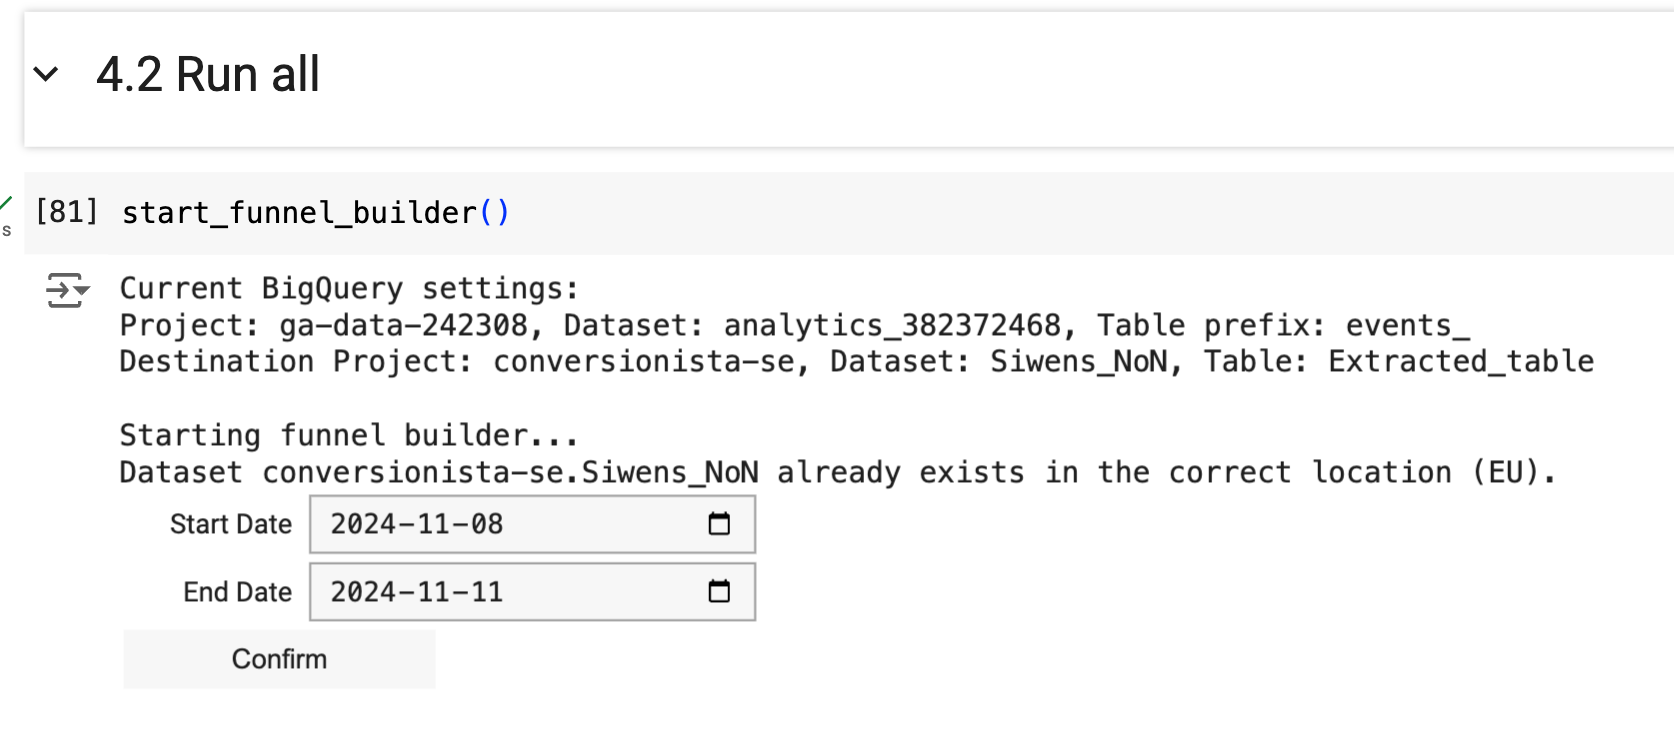 4.2 Run all
[81] start_funnel_builder()
s
Current BigQuery settings:
Project: ga-data-242308, Dataset: analytics_382372468, Table prefix: events_
Destination Project: conversionista-se, Dataset: Siwens_NoN, Table: Extracted_table
Starting funnel builder...
Dataset conversionista-se.Siwens_NoN already exists in the correct location (EU).
Start Date 2024-11-08
End Date 2024-11-11
Confirm